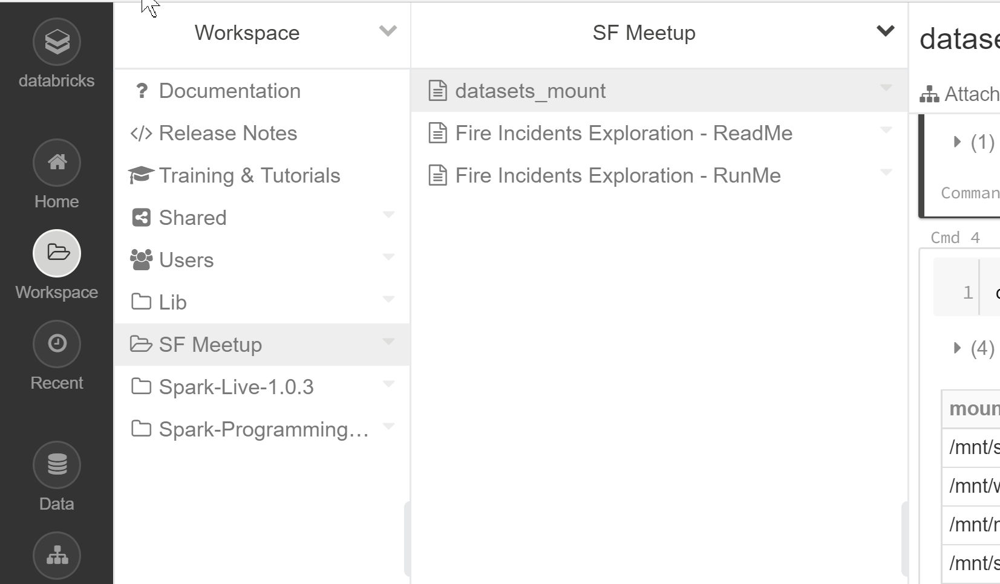 databricks
Home
Workspace
Recent
Data
Workspace
? Documentation
</> Release Notes
Training & Tutorials
Shared
Users
Lib
SF Meetup
Spark-Live-1.0.3
Spark-Programming...
SF Meetup
datasets_mount
Fire Incidents Exploration - ReadMe
Fire Incidents Exploration - RunMe
datase
Attach
(1)
Comman
Cmd 4
1
(4)
moun
/mnt/s
/mnt/
/mnt/
/mnt/s